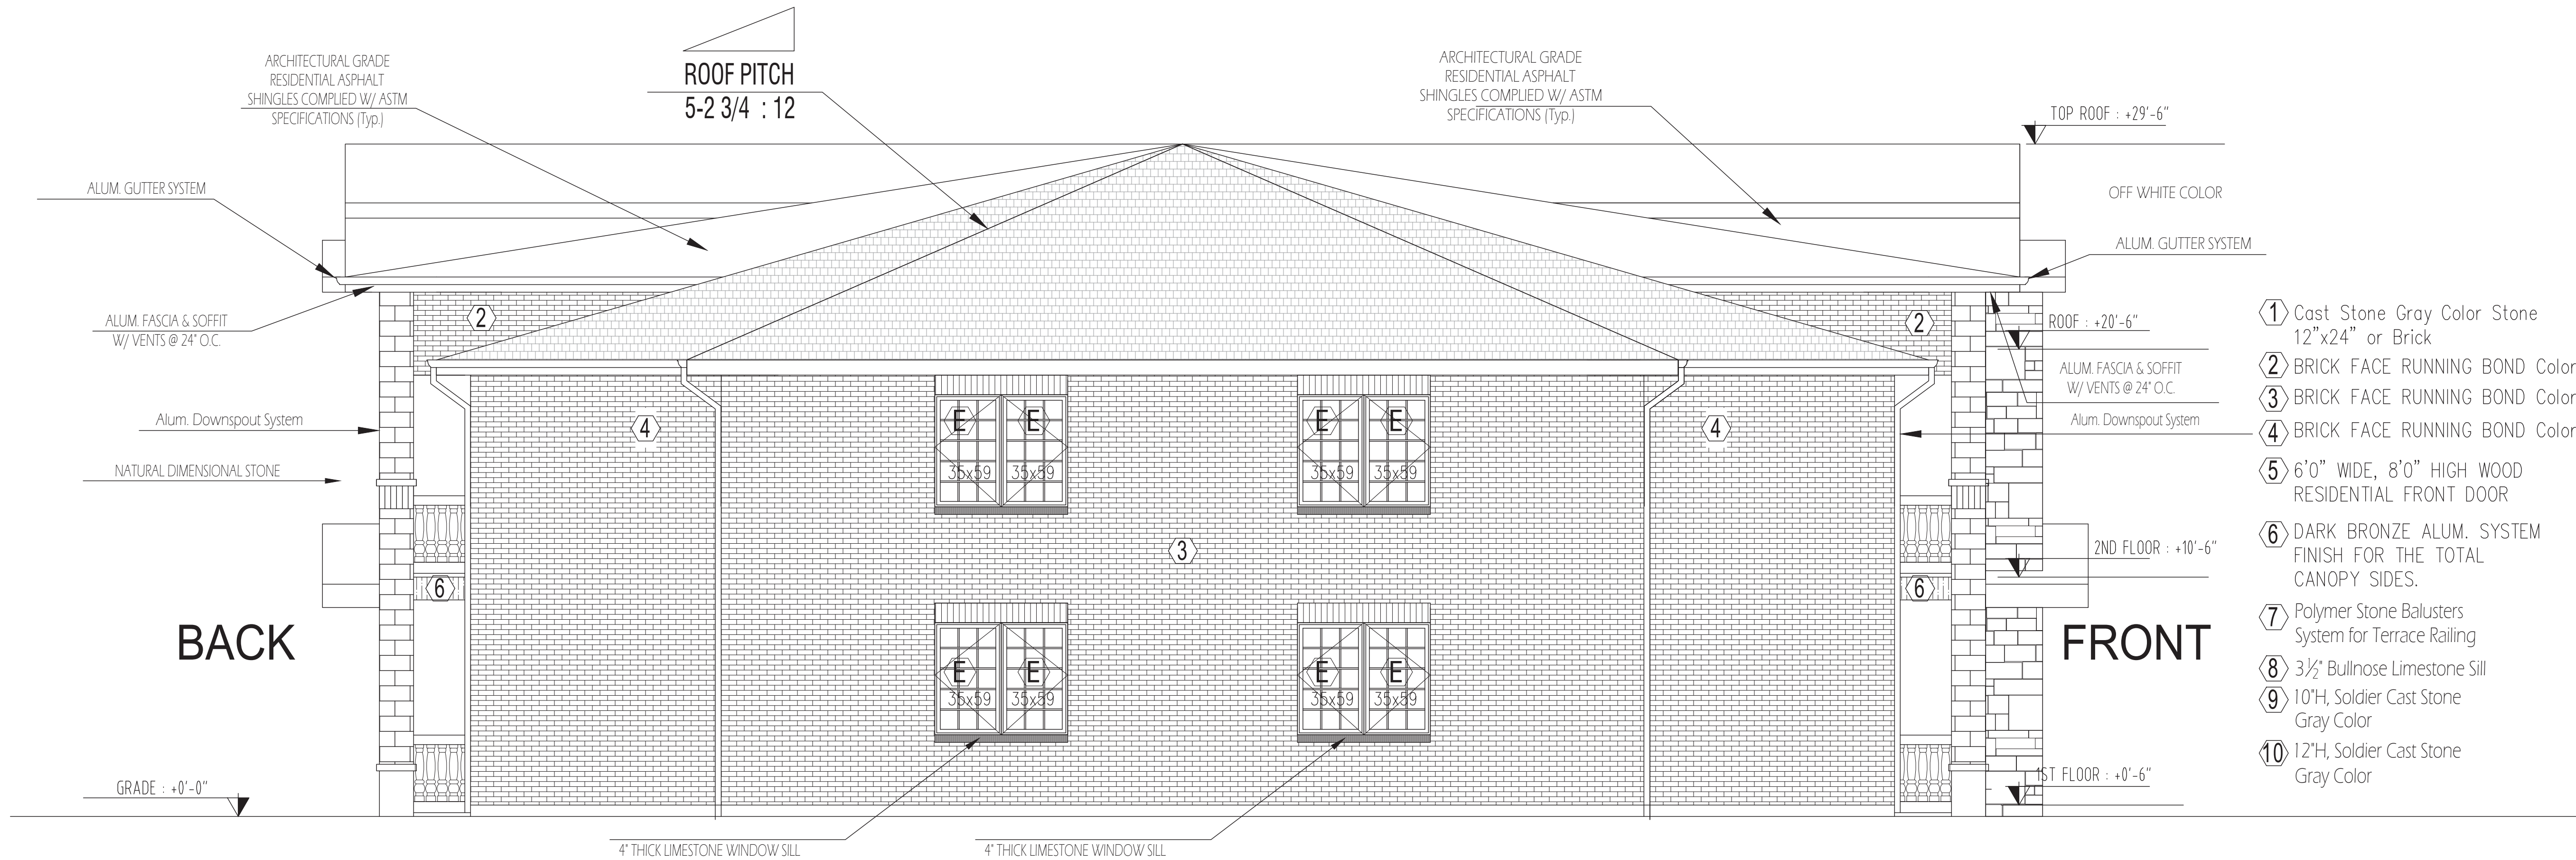 ARCHITECTURAL GRADE
RESIDENTIAL ASPHALT
SHINGLES COMPLIED W/ ASTM
SPECIFICATIONS (Typ.)
ROOF PITCH
5-2 3/4 : 12
ARCHITECTURAL GRADE
RESIDENTIAL ASPHALT
SHINGLES COMPLIED W/ ASTM
SPECIFICATIONS (Typ.)
TOP ROOF : +29'-6"
ALUM. GUTTER SYSTEM
OFF WHITE COLOR
ALUM. GUTTER SYSTEM
ALUM. FASCIA & SOFFIT
W/ VENTS @ 24" O.C.
2
2
ROOF : +20'-6"
ALUM. FASCIA & SOFFIT
W/ VENTS @ 24" O.C.
Alum. Downspout System
Alum. Downspout System
NATURAL DIMENSIONAL STONE
4
4
E E
35x59 35x59
E E
35x59 35x59
3
2ND FLOOR : +10'-6"
6
6
BACK
FRONT
E E
35x59 35x59
E E
35x59 35x59
GRADE : +0'-0"
1ST FLOOR : +0'-6"
4" THICK LIMESTONE WINDOW SILL
4" THICK LIMESTONE WINDOW SILL
1 Cast Stone Gray Color Stone
12"x24" or Brick
2 BRICK FACE RUNNING BOND Color
3 BRICK FACE RUNNING BOND Color
4 BRICK FACE RUNNING BOND Color
5 6'0" WIDE, 8'0" HIGH WOOD
RESIDENTIAL FRONT DOOR
6 DARK BRONZE ALUM. SYSTEM
FINISH FOR THE TOTAL
CANOPY SIDES.
7 Polymer Stone Balusters
System for Terrace Railing
8 3½" Bullnose Limestone Sill
9 10"H, Soldier Cast Stone
Gray Color
10 12"H, Soldier Cast Stone
Gray Color